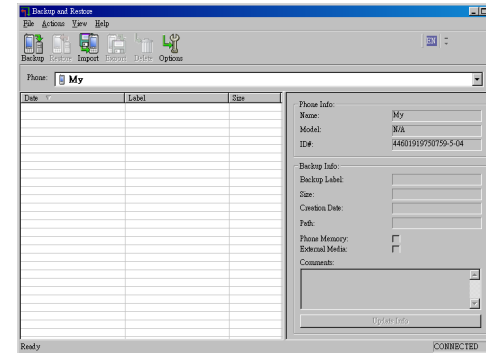 Backup and Restore
File Actions View Help
Backup Restore Import Export Delete Options
EN
Phone: My
Date Label Size
Phone Info:
Name: My
Model: N/A
ID#: 44601919750759-5-04
Backup Info:
Backup Label:
Size:
Creation Date:
Path:
Phone Memory:
External Media:
Comments:
Update Info
Ready CONNECTED